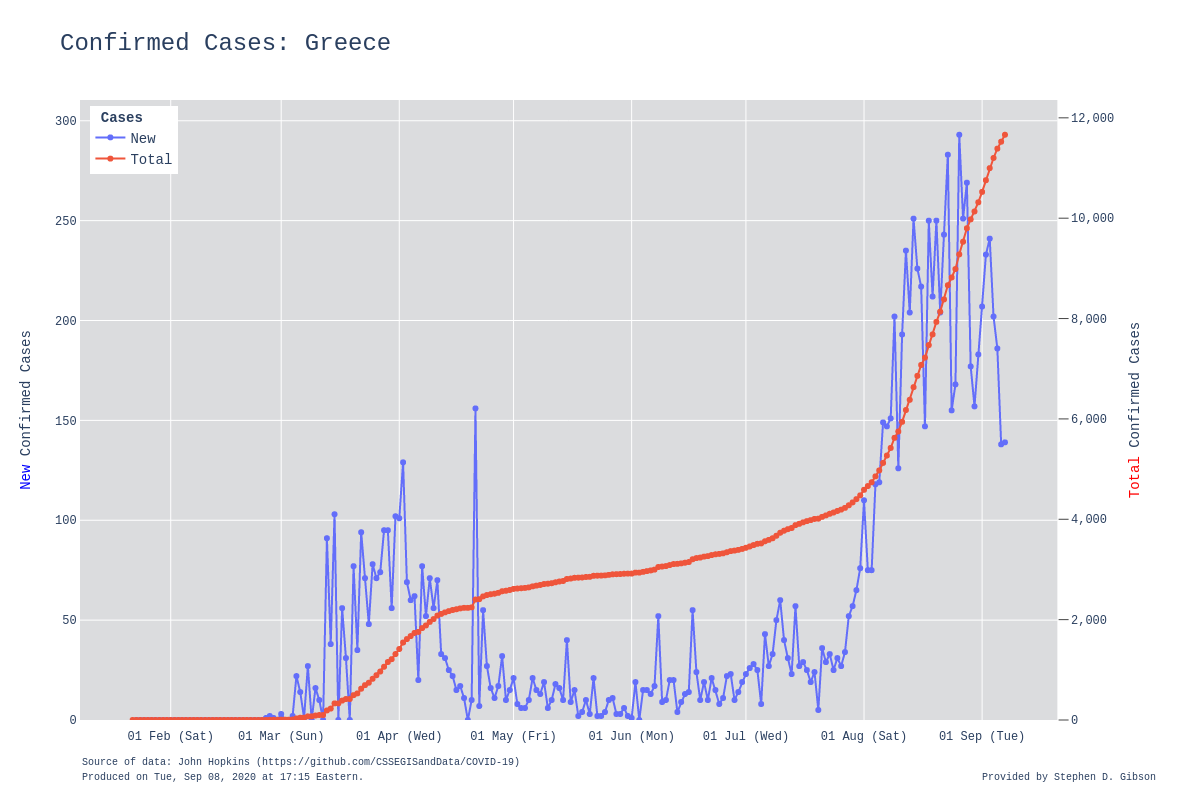 Confirmed Cases: Greece
Cases
New
Total
300
250
200
150
100
50
0
12,000
10,000
8,000
6,000
4,000
2,000
0
New Confirmed Cases
Total Confirmed Cases
01 Feb (Sat) 01 Mar (Sun) 01 Apr (Wed) 01 May (Fri) 01 Jun (Mon) 01 Jul (Wed) 01 Aug (Sat) 01 Sep (Tue)
Source of data: John Hopkins (https://github.com/CSSEGISandData/COVID-19)
Produced on Tue, Sep 08, 2020 at 17:15 Eastern.
Provided by Stephen D. Gibson